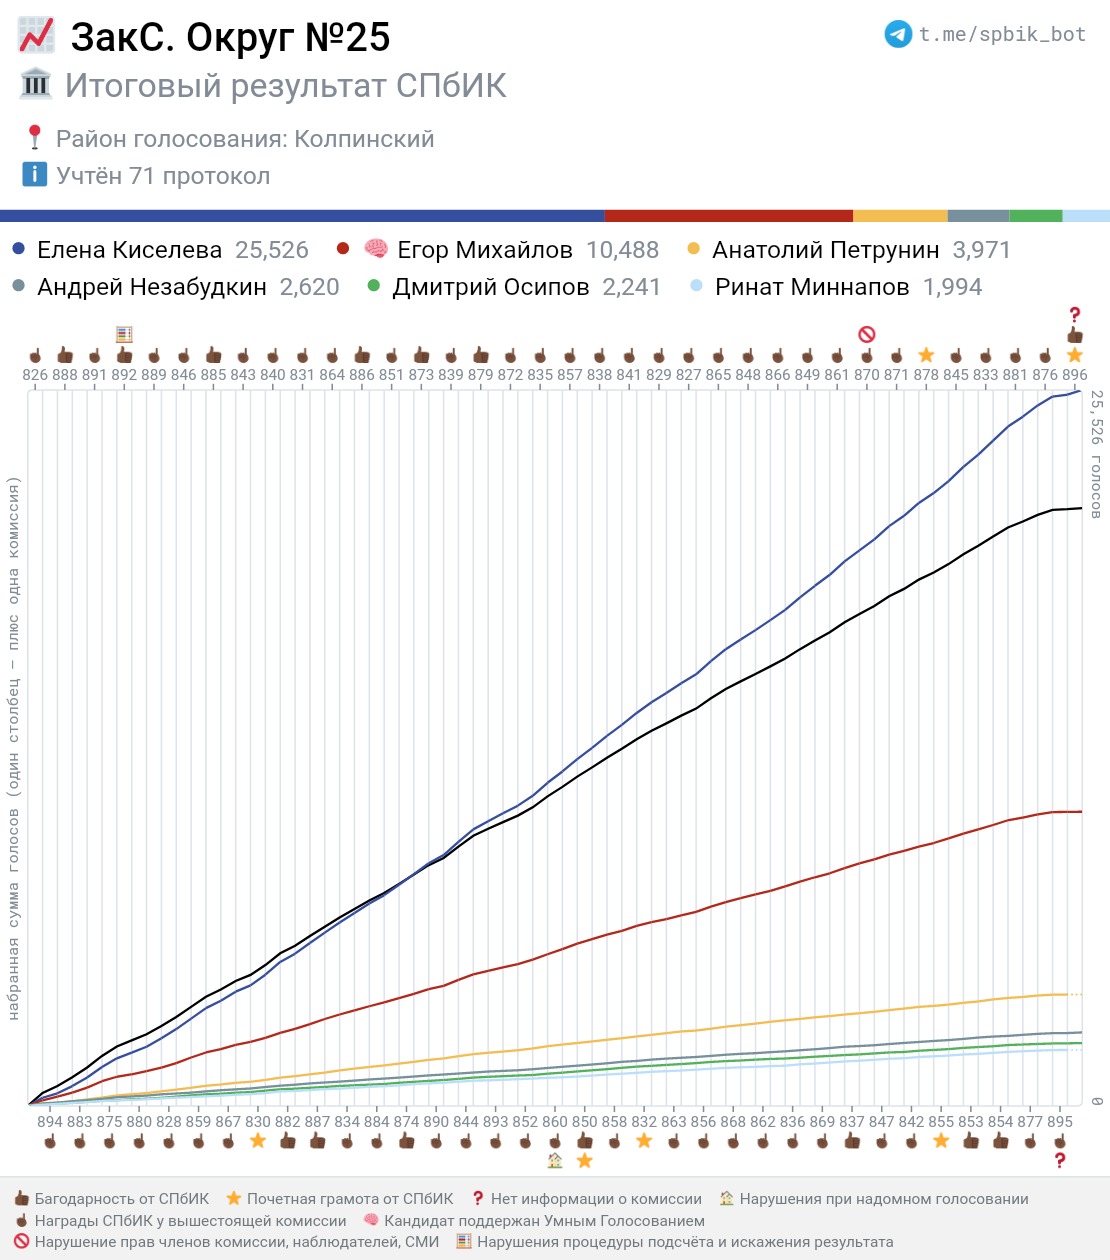 ЗакС. Округ №25
t.me/spbik_bot
Итоговый результат СПбИК
Район голосования: Колпинский
Учтён 71 протокол
Елена Киселева 25,526 Егор Михайлов 10,488 Анатолий Петрунин 3,971
Андрей Незабудкин 2,620 Дмитрий Осипов 2,241 Ринат Миннапов 1,994
826 888 891 892 889 846 885 843 840 831 864 886 851 873 839 879 872 835 857 838 841 829 827 865 848 866 849 861 870 871 878 845 833 881 876 896
25,526 голосов
набранная сумма голосов (один столбец — плюс одна комиссия)
0
894 883 875 880 828 859 867 830 882 887 834 884 874 890 844 893 852 860 850 858 832 863 856 868 862 836 869 837 847 842 855 853 854 877 895
Багодарность от СПбИК Почетная грамота от СПбИК Нет информации о комиссии Нарушения при надомном голосовании
Награды СПбИК у вышестоящей комиссии Кандидат поддержан Умным Голосованием
Нарушение прав членов комиссии, наблюдателей, СМИ Нарушения процедуры подсчёта и искажения результата